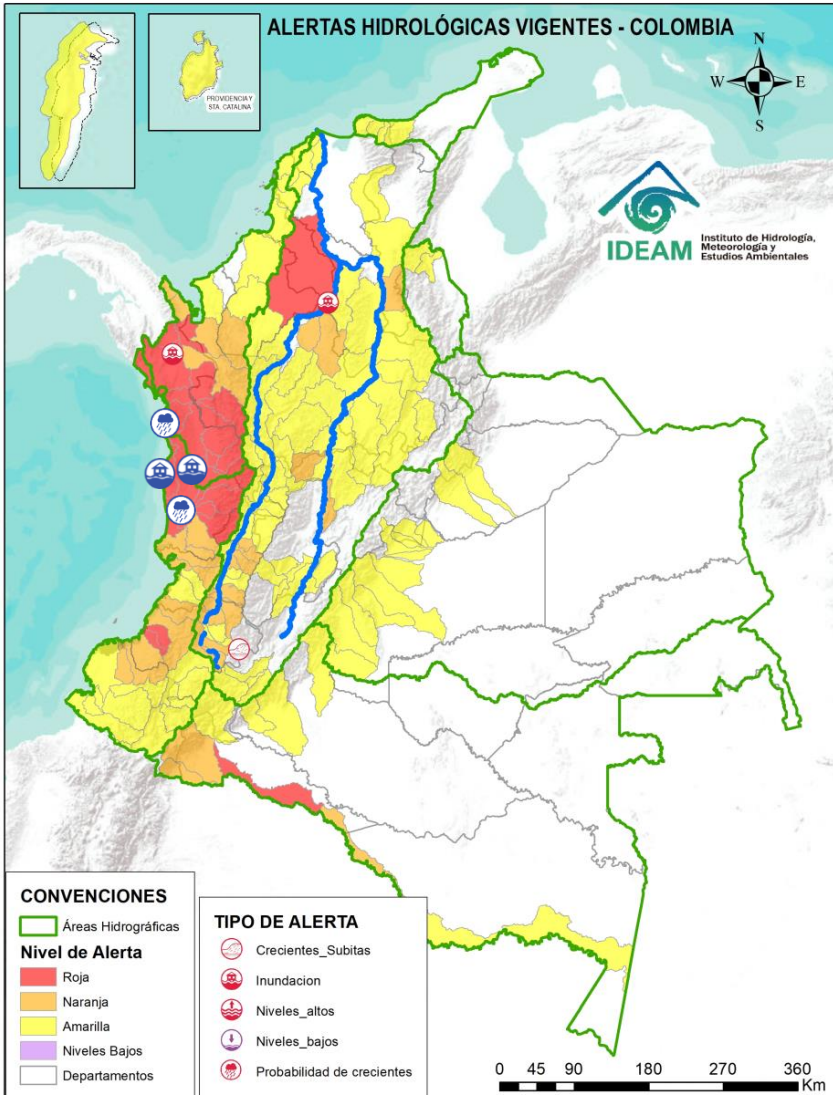 ALERTAS HIDROLÓGICAS VIGENTES - COLOMBIA
PROVIDENCIA Y
STA. CATALINA
N
W
E
S
IDEAM
Instituto de Hidrología,
Meteorología y
Estudios Ambientales
CONVENCIONES
Áreas Hidrográficas
Nivel de Alerta
Roja
Naranja
Amarilla
Niveles Bajos
Departamentos
TIPO DE ALERTA
Crecientes_Subitas
Inundacion
Niveles_altos
Niveles_bajos
Probabilidad de crecientes
0 45 90 180 270 360
Km